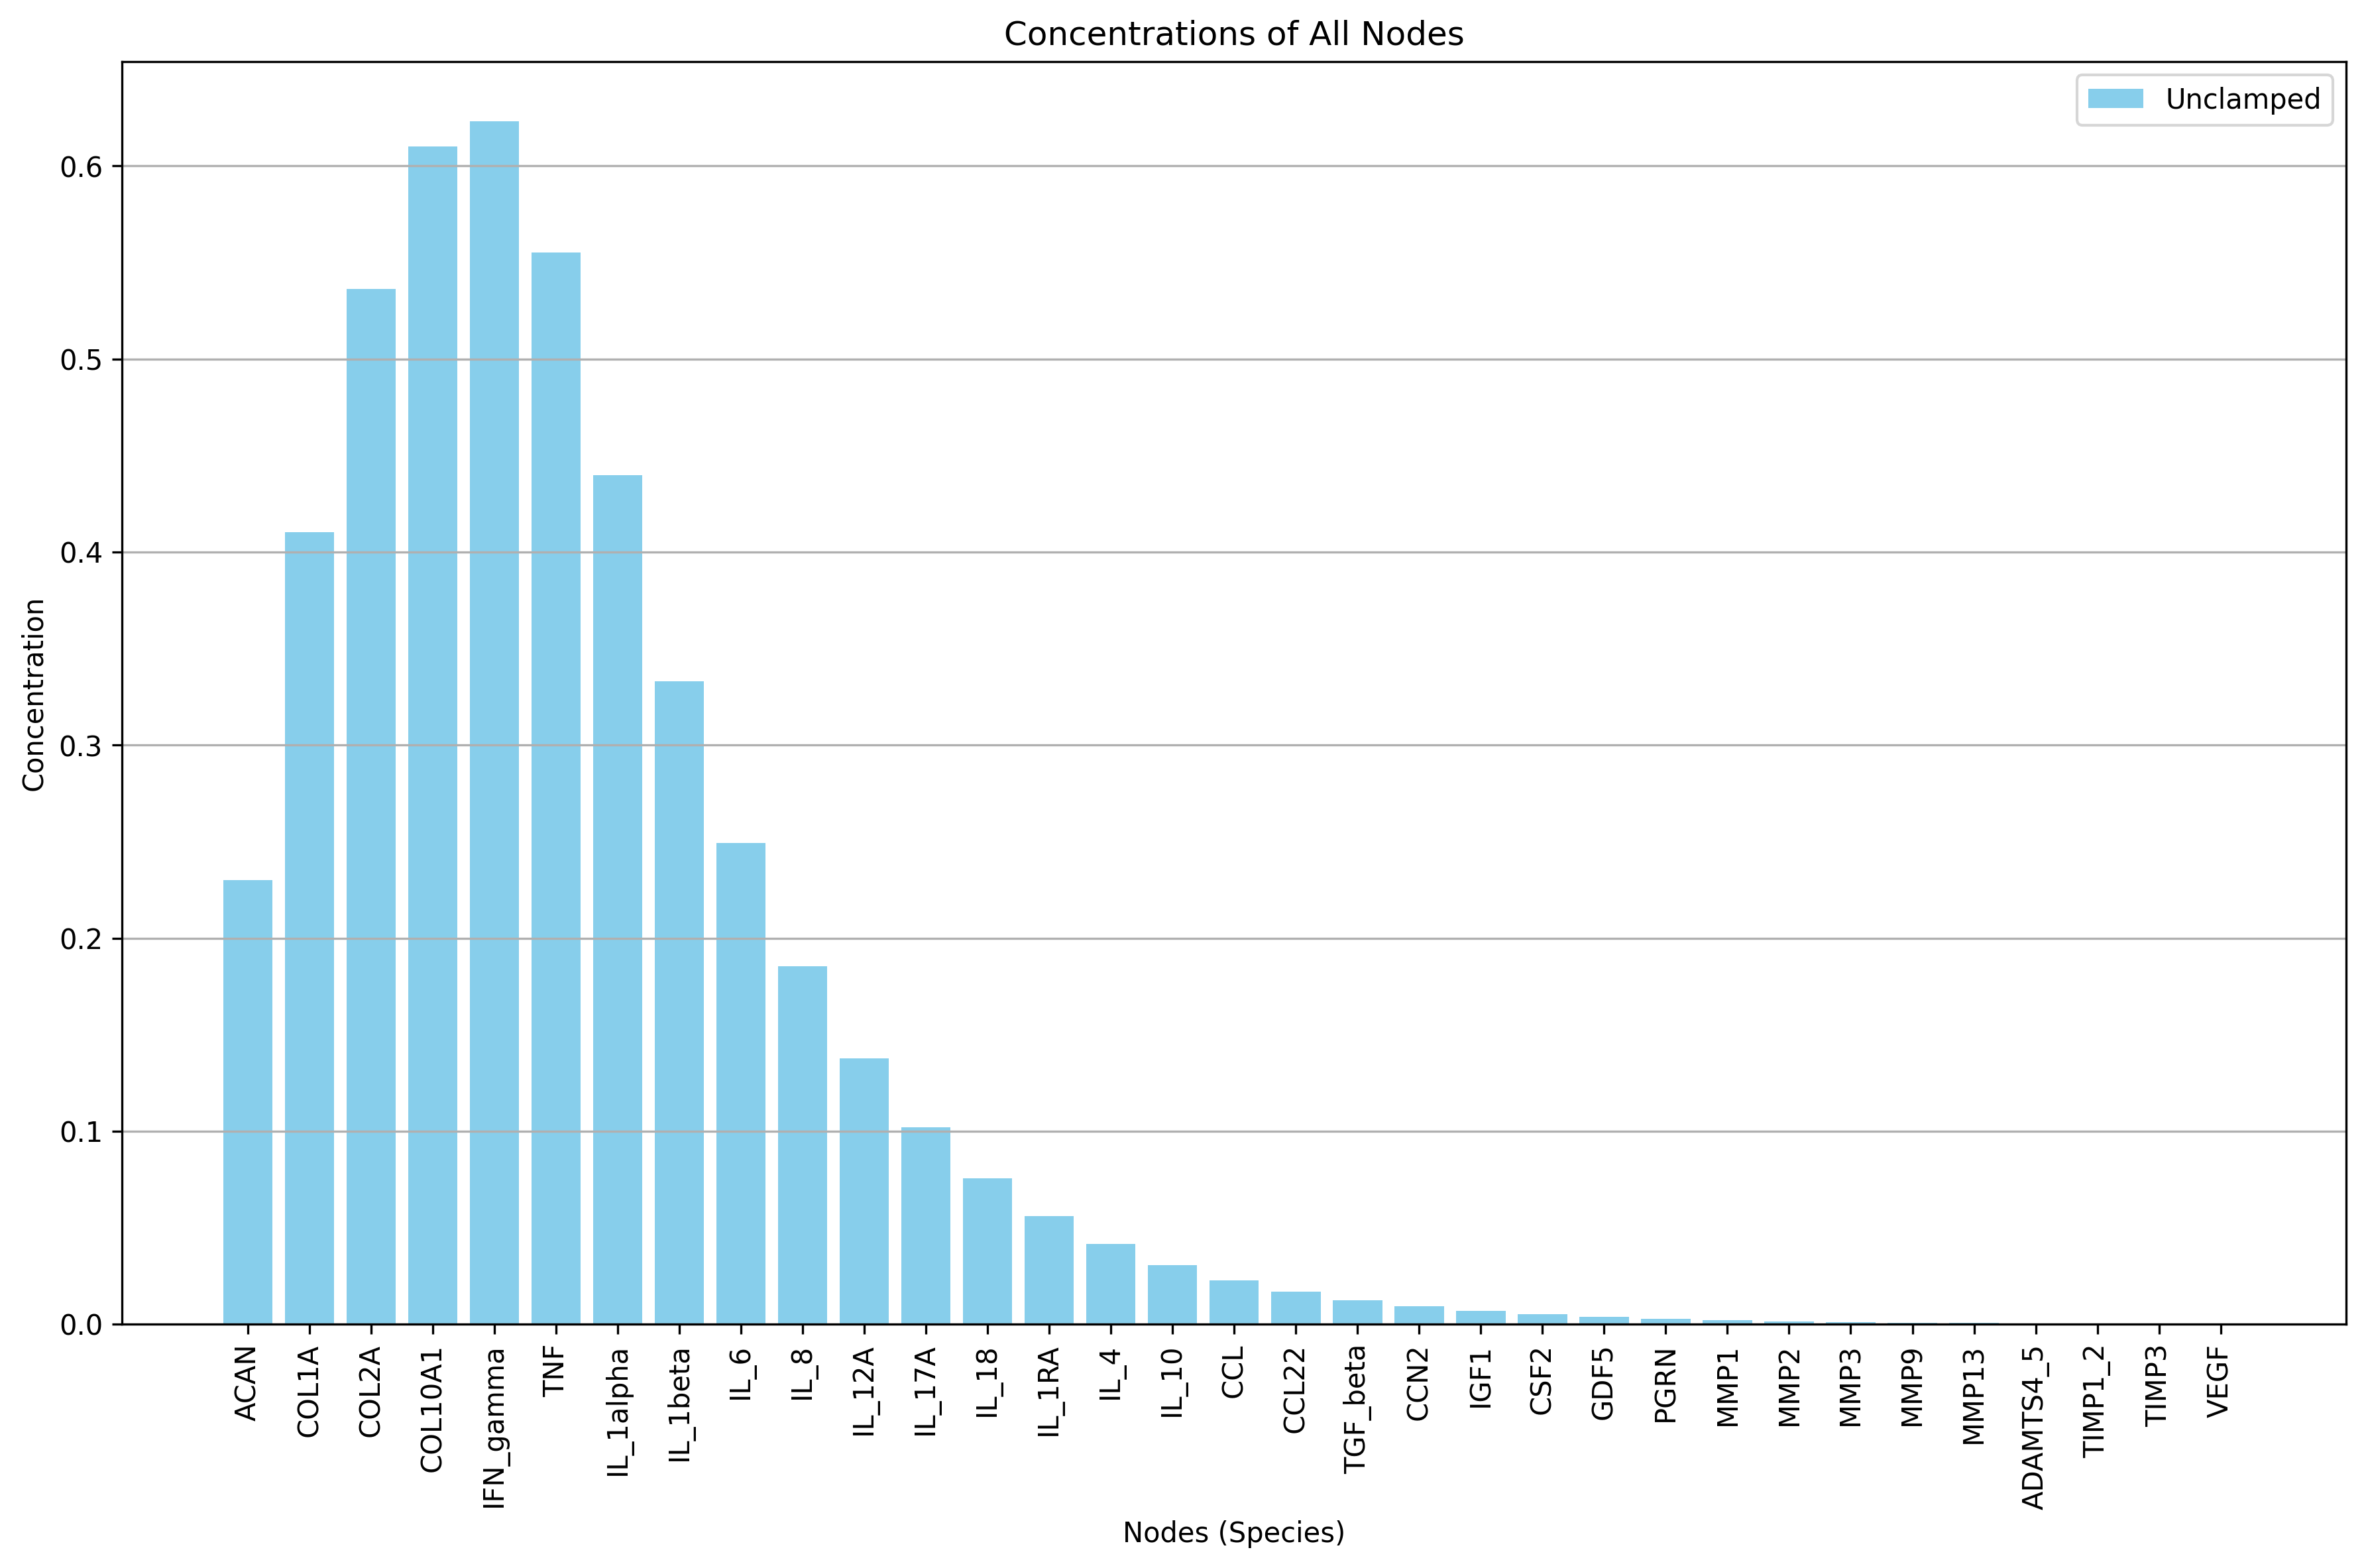 Concentrations of All Nodes
Unclamped
Concentration
0.6
0.5
0.4
0.3
0.2
0.1
0.0
ACAN
COL1A
COL2A
COL10A1
IFN_gamma
TNF
IL_1alpha
IL_1beta
IL_6
IL_8
IL_12A
IL_17A
IL_18
IL_1RA
IL_4
IL_10
CCL
CCL22
TGF_beta
CCN2
IGF1
CSF2
GDF5
PGRN
MMP1
MMP2
MMP3
MMP9
MMP13
ADAMTS4_5
TIMP1_2
TIMP3
VEGF
Nodes (Species)